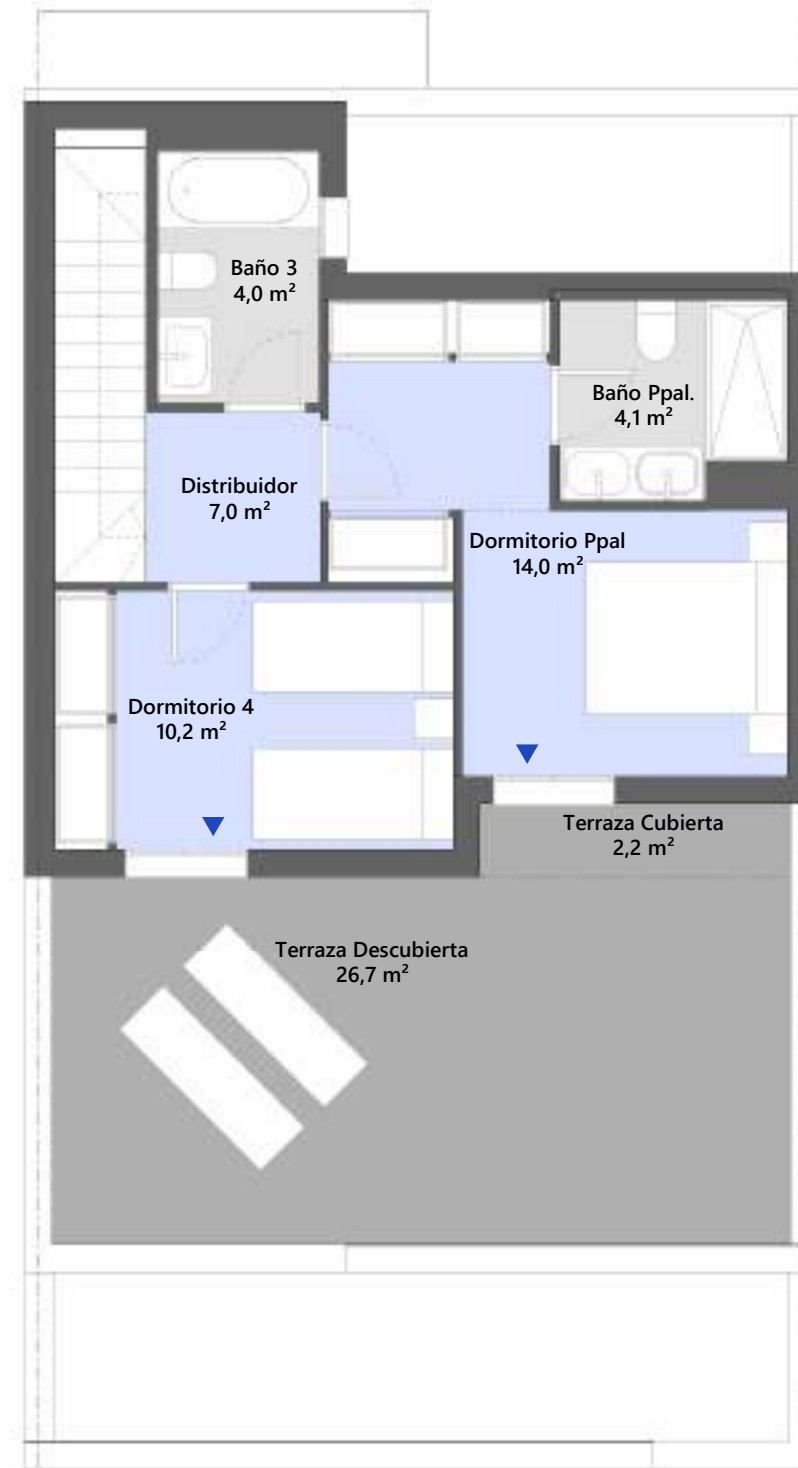 Baño 3
4,0 m²
Baño Ppal.
4,1 m²
Distribuidor
7,0 m²
Dormitorio Ppal
14,0 m²
Dormitorio 4
10,2 m²
Terraza Cubierta
2,2 m²
Terraza Descubierta
26,7 m²